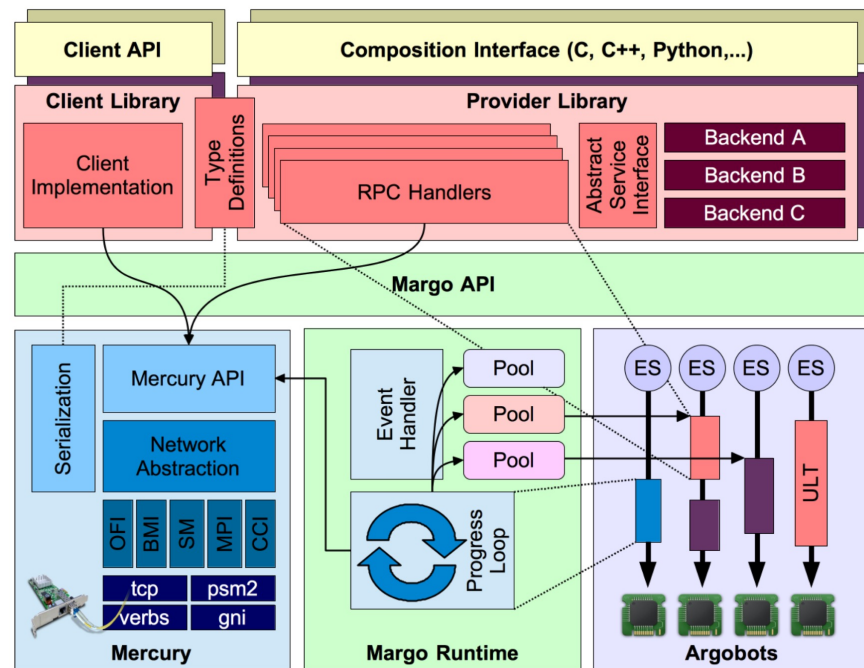 Client API
Composition Interface (C, C++, Python,...)
Client Library
Provider Library
Client
Implementation
Type
Definitions
RPC Handlers
Abstract
Service
Interface
Backend A
Backend B
Backend C
Margo API
Serialization
Mercury API
Network
Abstraction
OFI
BMI
SM
MPI
CCI
tcp
psm2
verbs
gni
Mercury
Event
Handler
Pool
Pool
Pool
Progress
Loop
Margo Runtime
ES
ES
ES
ES
ULT
Argobots